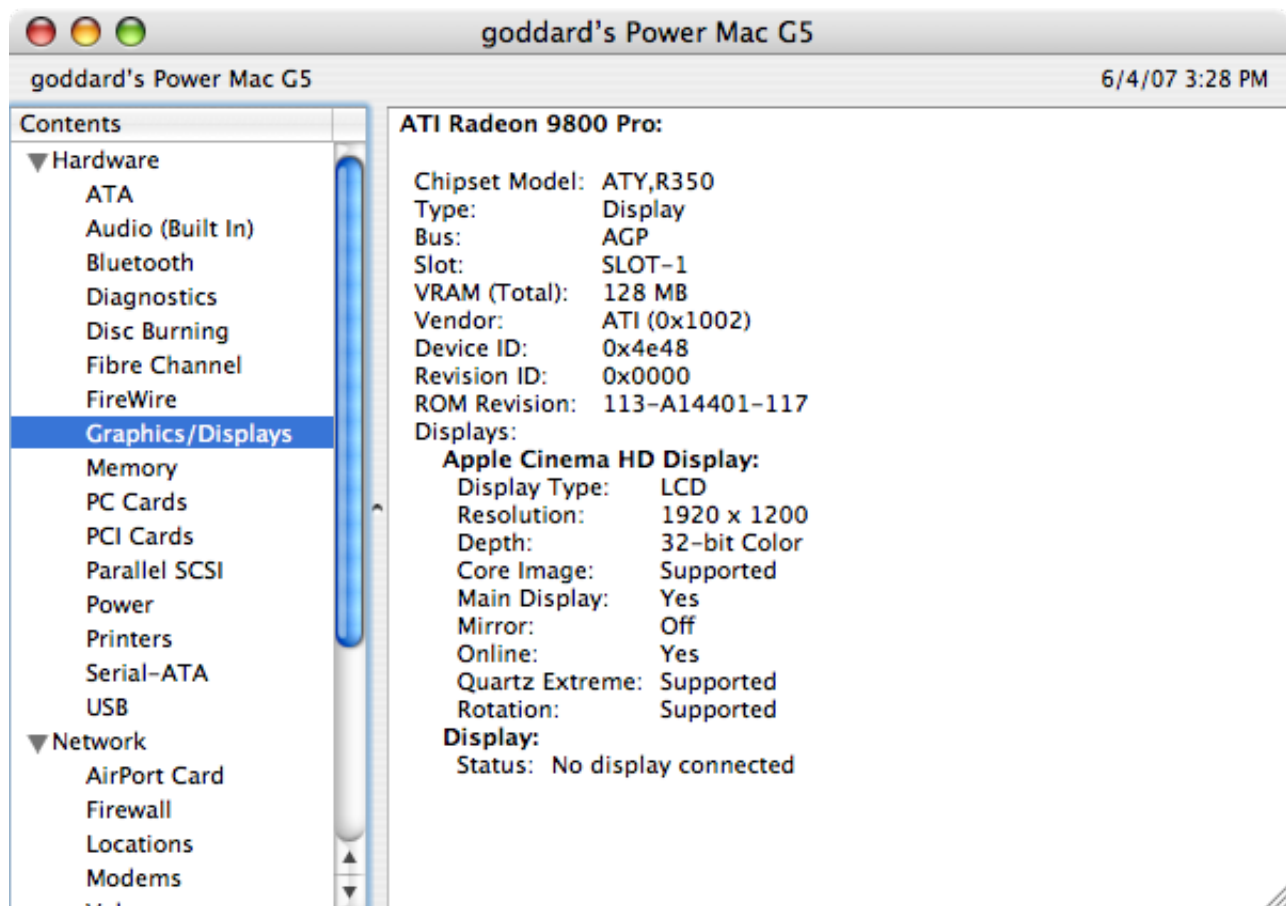 goddard's Power Mac G5
goddard's Power Mac G5 6/4/07 3:28 PM
Contents
Hardware
ATA
Audio (Built In)
Bluetooth
Diagnostics
Disc Burning
Fibre Channel
FireWire
Graphics/Displays
Memory
PC Cards
PCI Cards
Parallel SCSI
Power
Printers
Serial-ATA
USB
Network
AirPort Card
Firewall
Locations
Modems
ATI Radeon 9800 Pro:
Chipset Model: ATY,R350
Type: Display
Bus: AGP
Slot: SLOT-1
VRAM (Total): 128 MB
Vendor: ATI (0x1002)
Device ID: 0x4e48
Revision ID: 0x0000
ROM Revision: 113-A14401-117
Displays:
Apple Cinema HD Display:
Display Type: LCD
Resolution: 1920 x 1200
Depth: 32-bit Color
Core Image: Supported
Main Display: Yes
Mirror: Off
Online: Yes
Quartz Extreme: Supported
Rotation: Supported
Display:
Status: No display connected